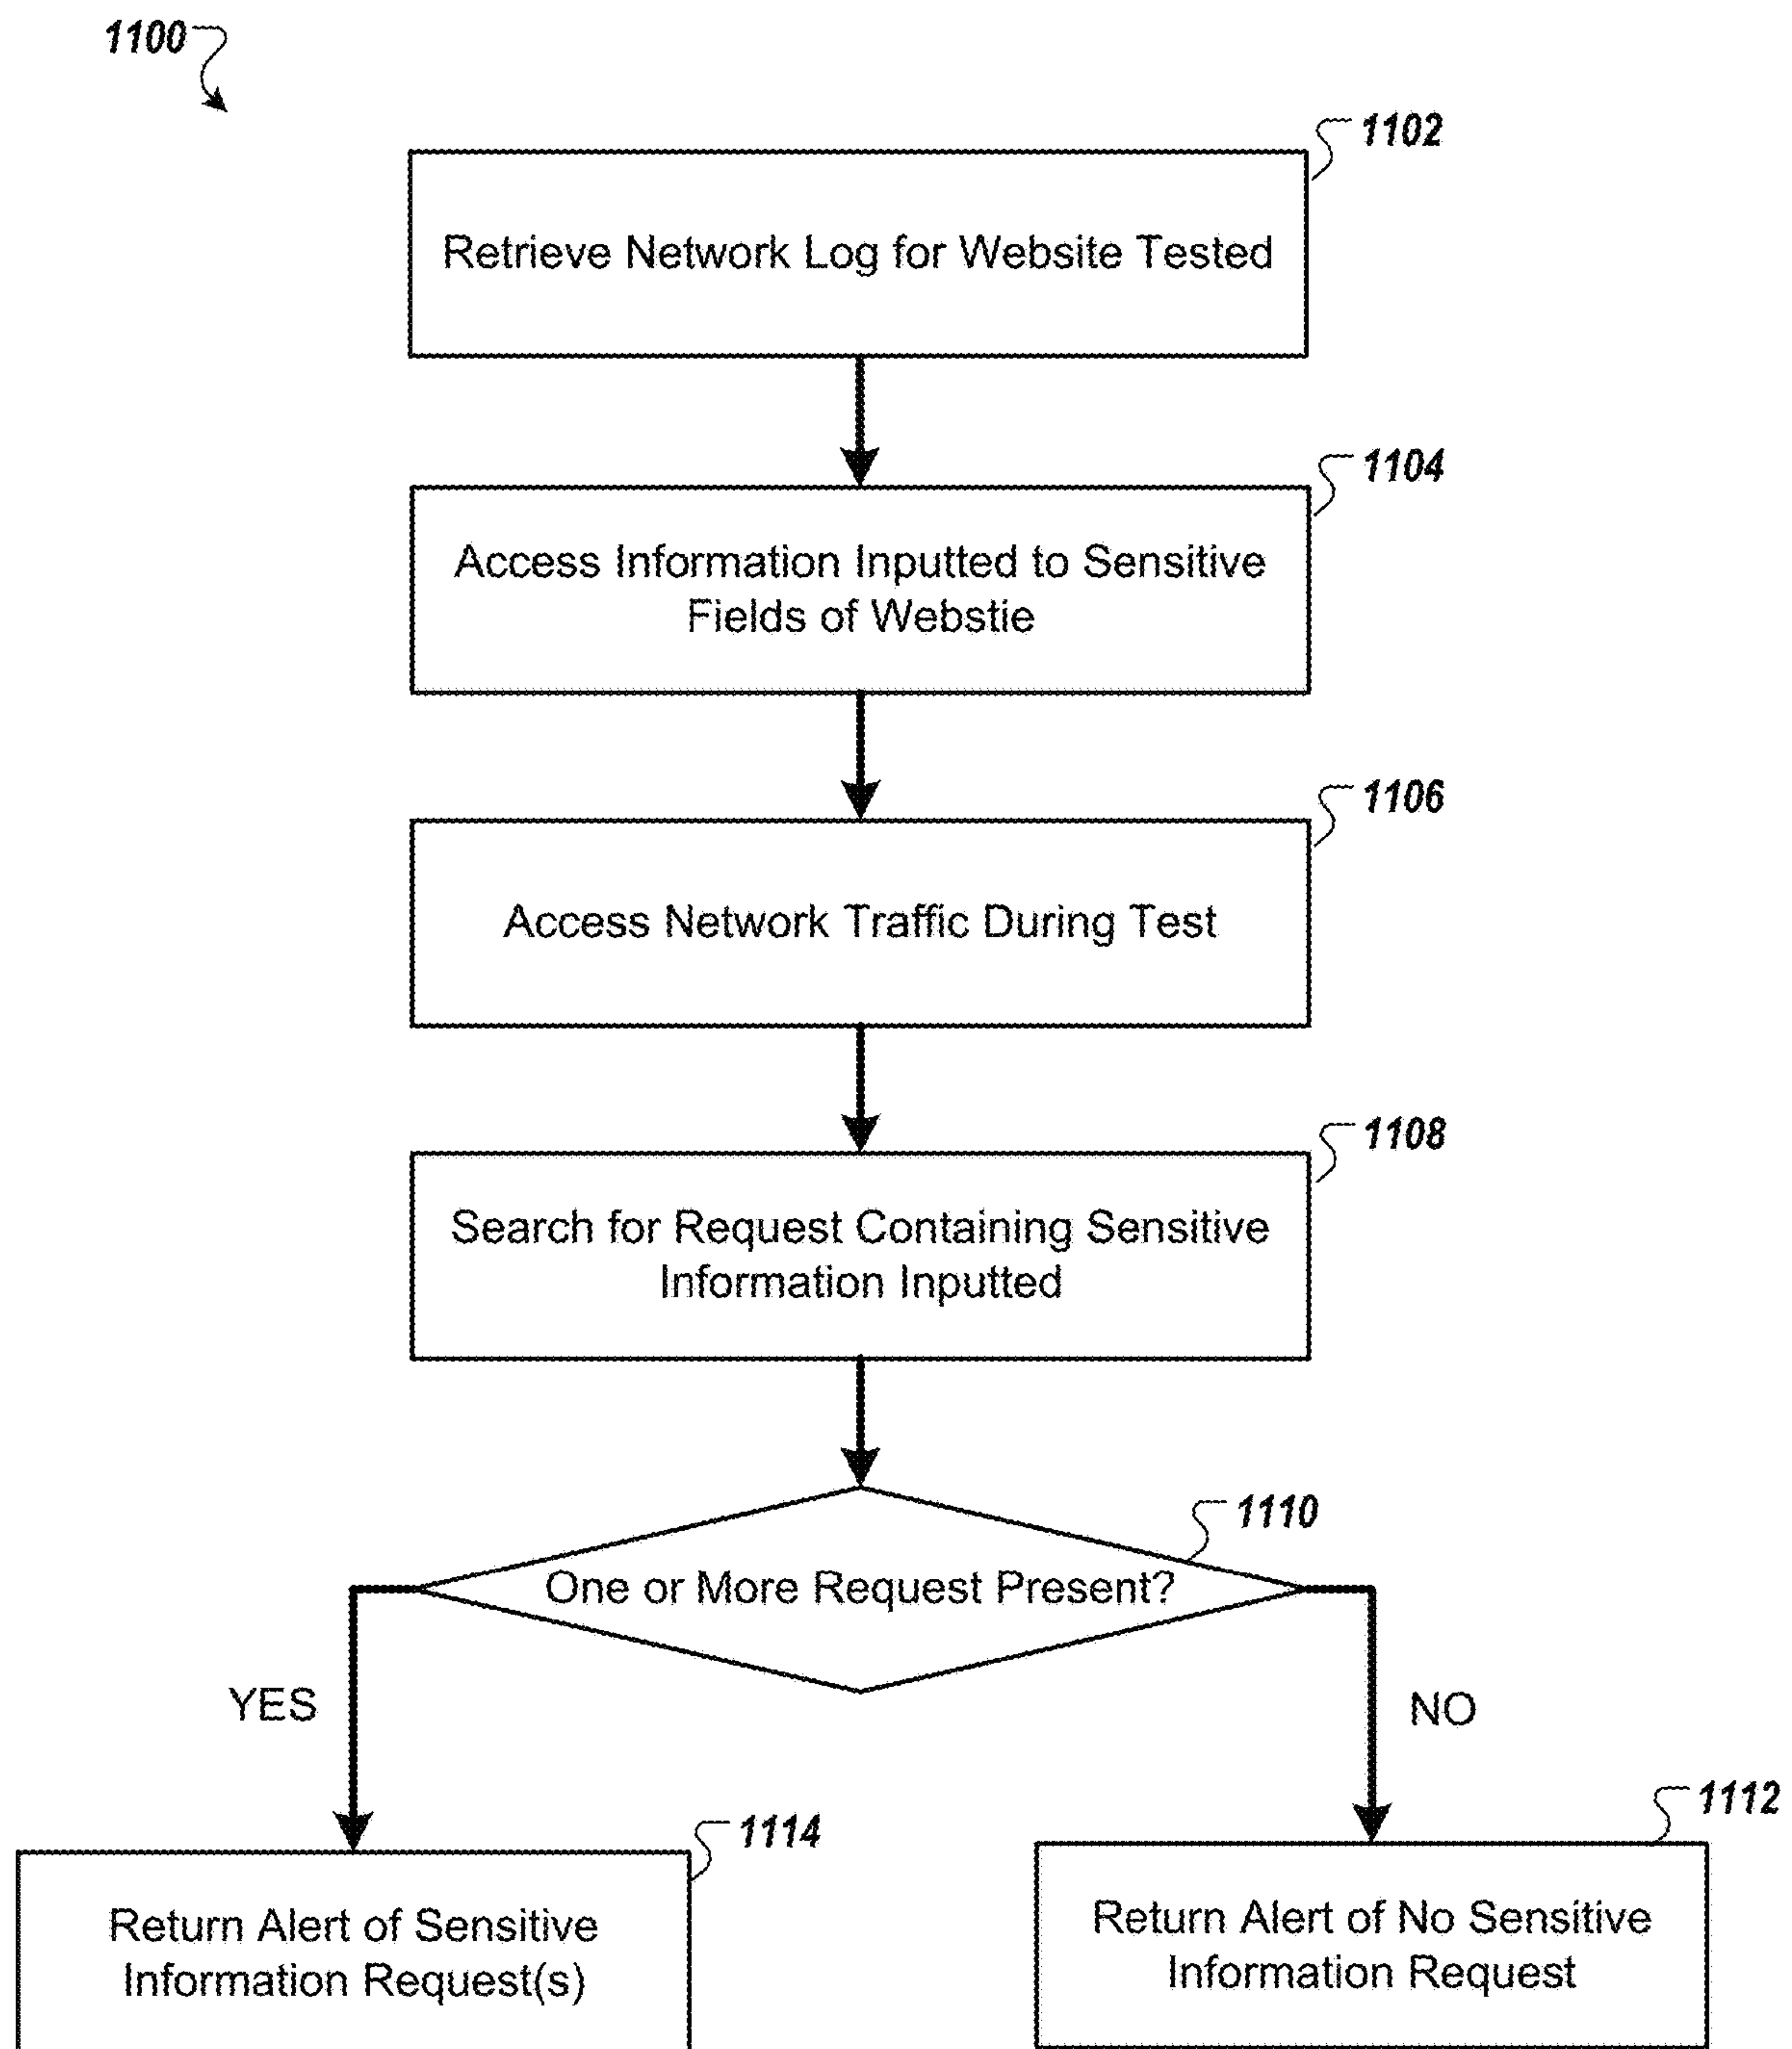 1100
1102
Retrieve Network Log for Website Tested
1104
Access Information Inputted to Sensitive
Fields of Webstie
1106
Access Network Traffic During Test
1108
Search for Request Containing Sensitive
Information Inputted
1110
One or More Request Present?
YES
NO
1114
1112
Return Alert of Sensitive
Information Request(s)
Return Alert of No Sensitive
Information Request